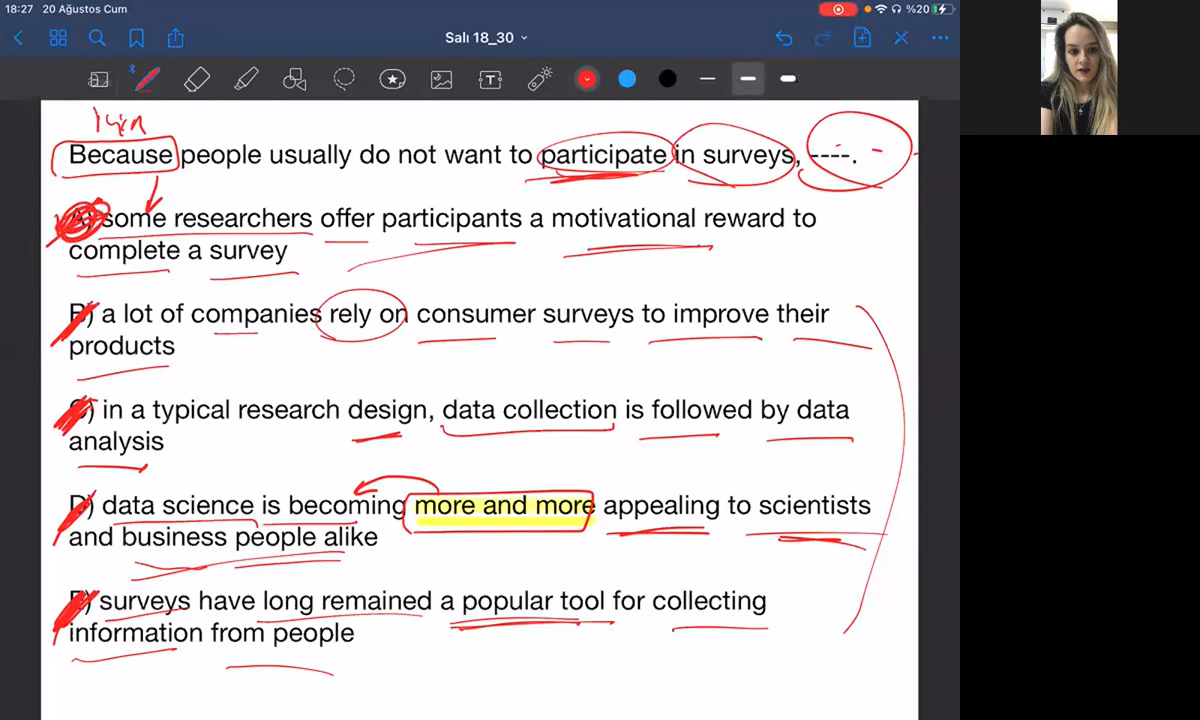 18:27 20 Ağustos Cum
%20
Salı 18_30
T
için
Because people usually do not want to participate in surveys, ----.
A) some researchers offer participants a motivational reward to
complete a survey
B) a lot of companies rely on consumer surveys to improve their
products
C) in a typical research design, data collection is followed by data
analysis
D) data science is becoming more and more appealing to scientists
and business people alike
E) surveys have long remained a popular tool for collecting
information from people